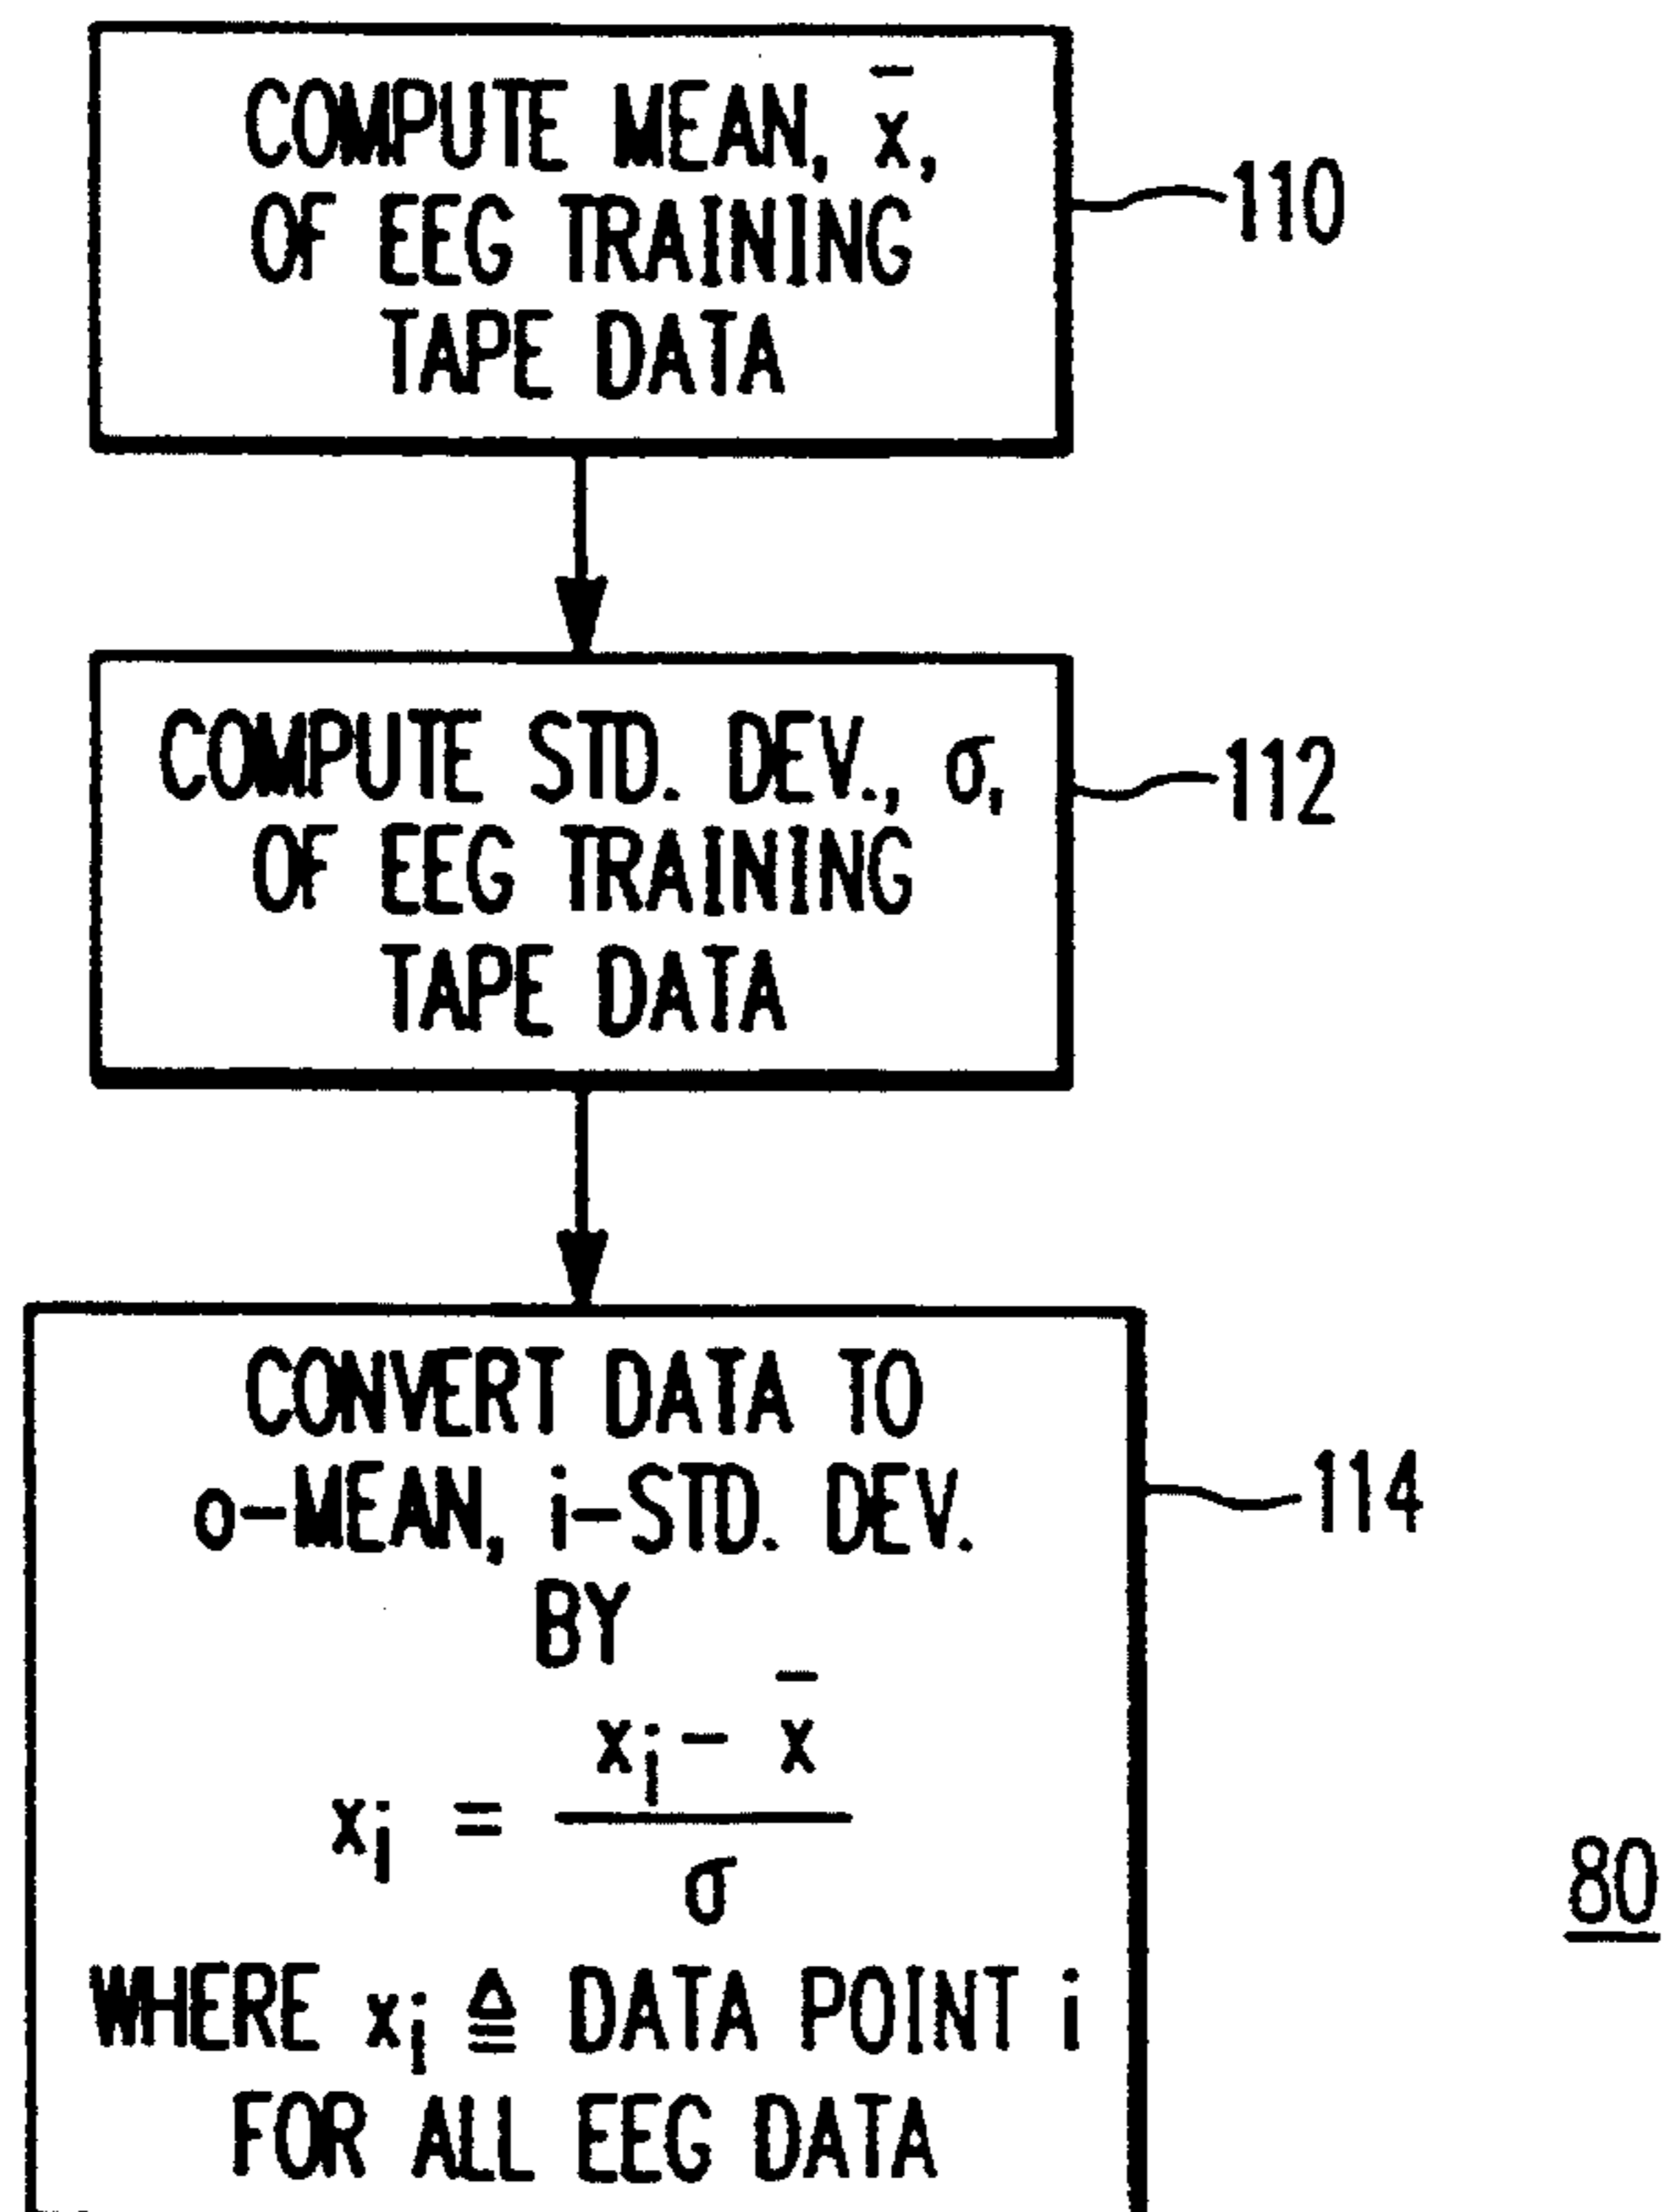 COMPUTE MEAN, x̄,
OF EEG TRAINING
TAPE DATA
110
COMPUTE STD. DEV., σ,
OF EEG TRAINING
TAPE DATA
112
CONVERT DATA TO
o-MEAN, i-STD. DEV.
BY
xi = (xi - x̄) / σ
WHERE xi ≜ DATA POINT i
FOR ALL EEG DATA
114
80